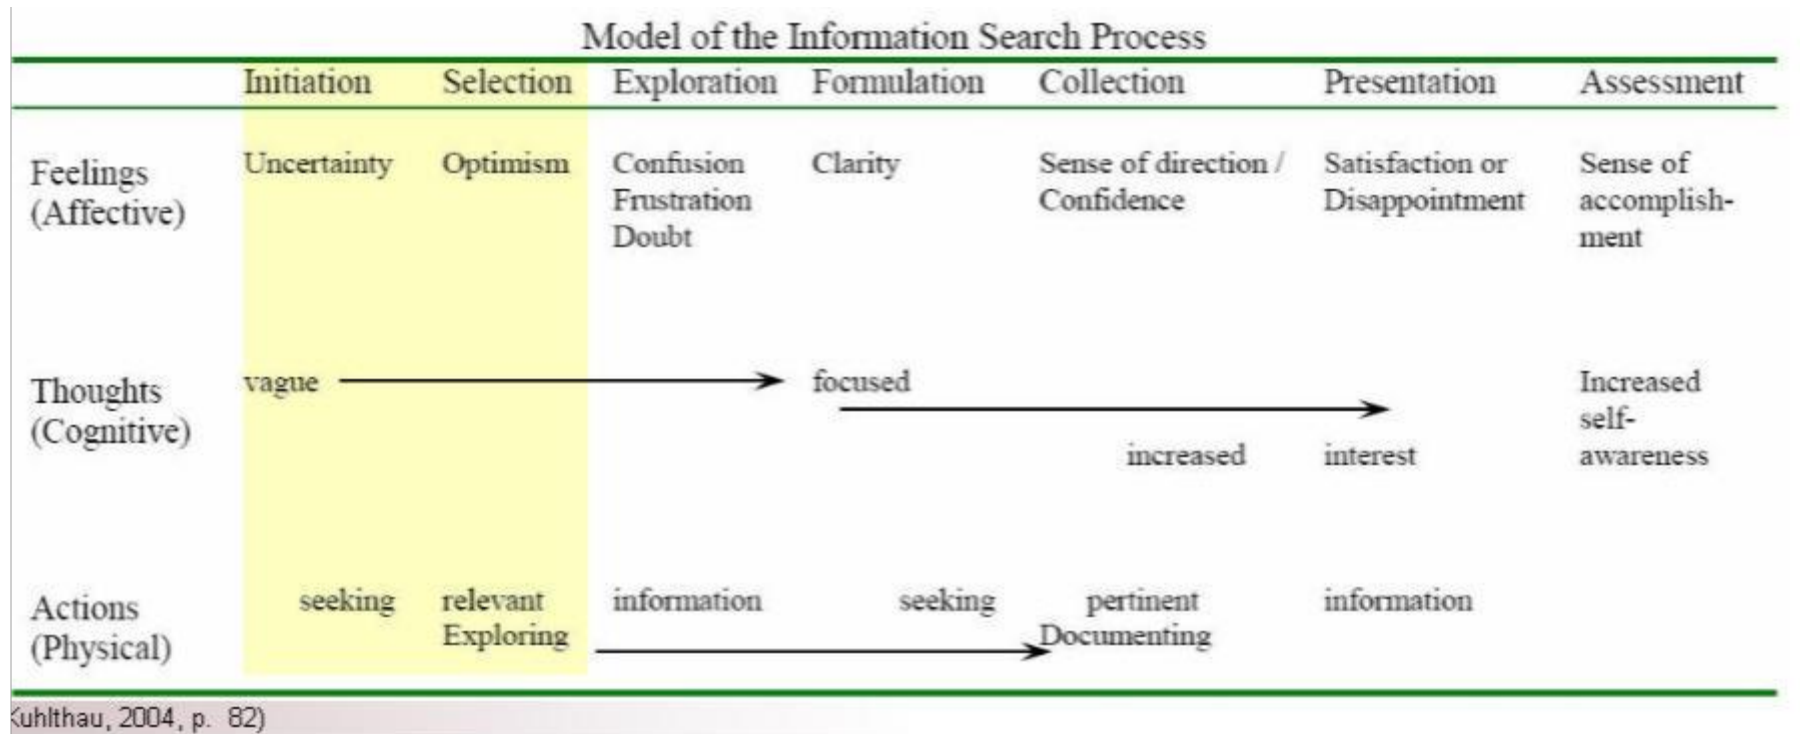 Model of the Information Search Process
Initiation Selection Exploration Formulation Collection Presentation Assessment
Feelings
(Affective)
Uncertainty
Optimism
Confusion
Frustration
Doubt
Clarity
Sense of direction /
Confidence
Satisfaction or
Disappointment
Sense of
accomplish-
ment
Thoughts
(Cognitive)
vague
focused
increased interest
Increased
self-
awareness
Actions
(Physical)
seeking relevant information seeking pertinent information
Exploring Documenting
Kuhlthau, 2004, p. 82)